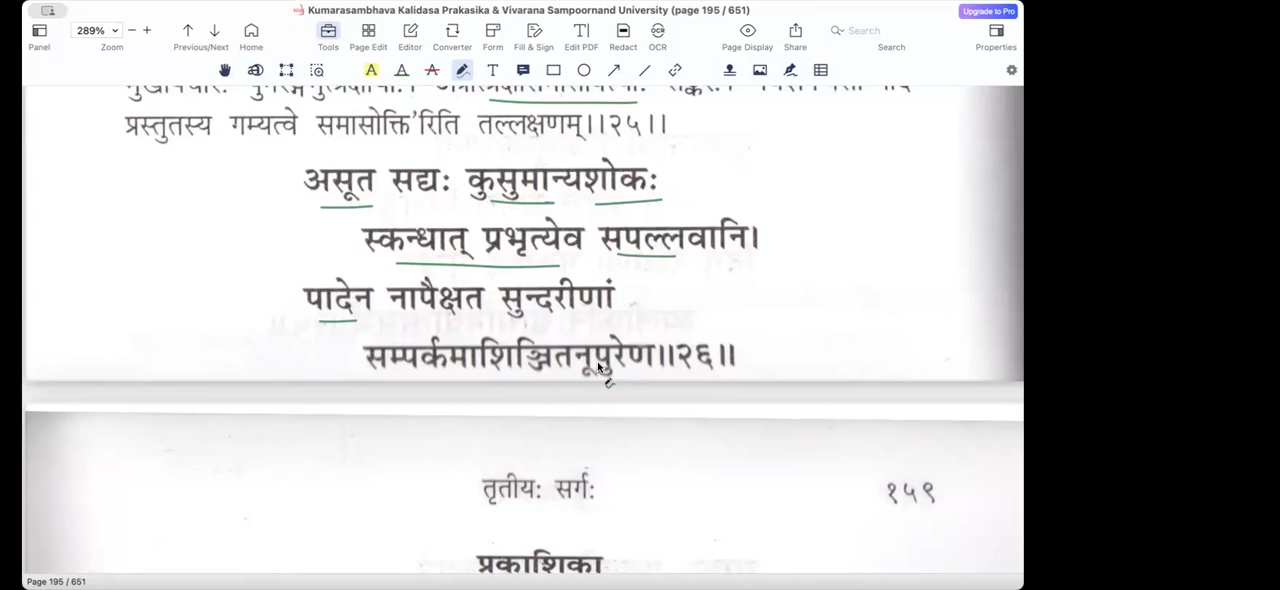 Kumarasambhava Kalidasa Prakasika & Vivarana Sampoornand University (page 195 / 651)
Upgrade to Pro
289%
Search
Panel Zoom Previous/Next Home Tools Page Edit Editor Converter Form Fill & Sign Edit PDF Redact OCR Page Display Share Search Properties
प्रस्तुतस्य गम्यत्वे समासोक्ति'रिति तल्लक्षणम्।।२५।।
असूत सद्यः कुसुमान्यशोकः
स्कन्धात् प्रभृत्येव सपल्लवानि।
पादेन नापैक्षत सुन्दरीणां
सम्पर्कमाशिञ्जितनूपुरेण॥२६॥
तृतीयः सर्गः १५९
प्रकाशिका
Page 195 / 651